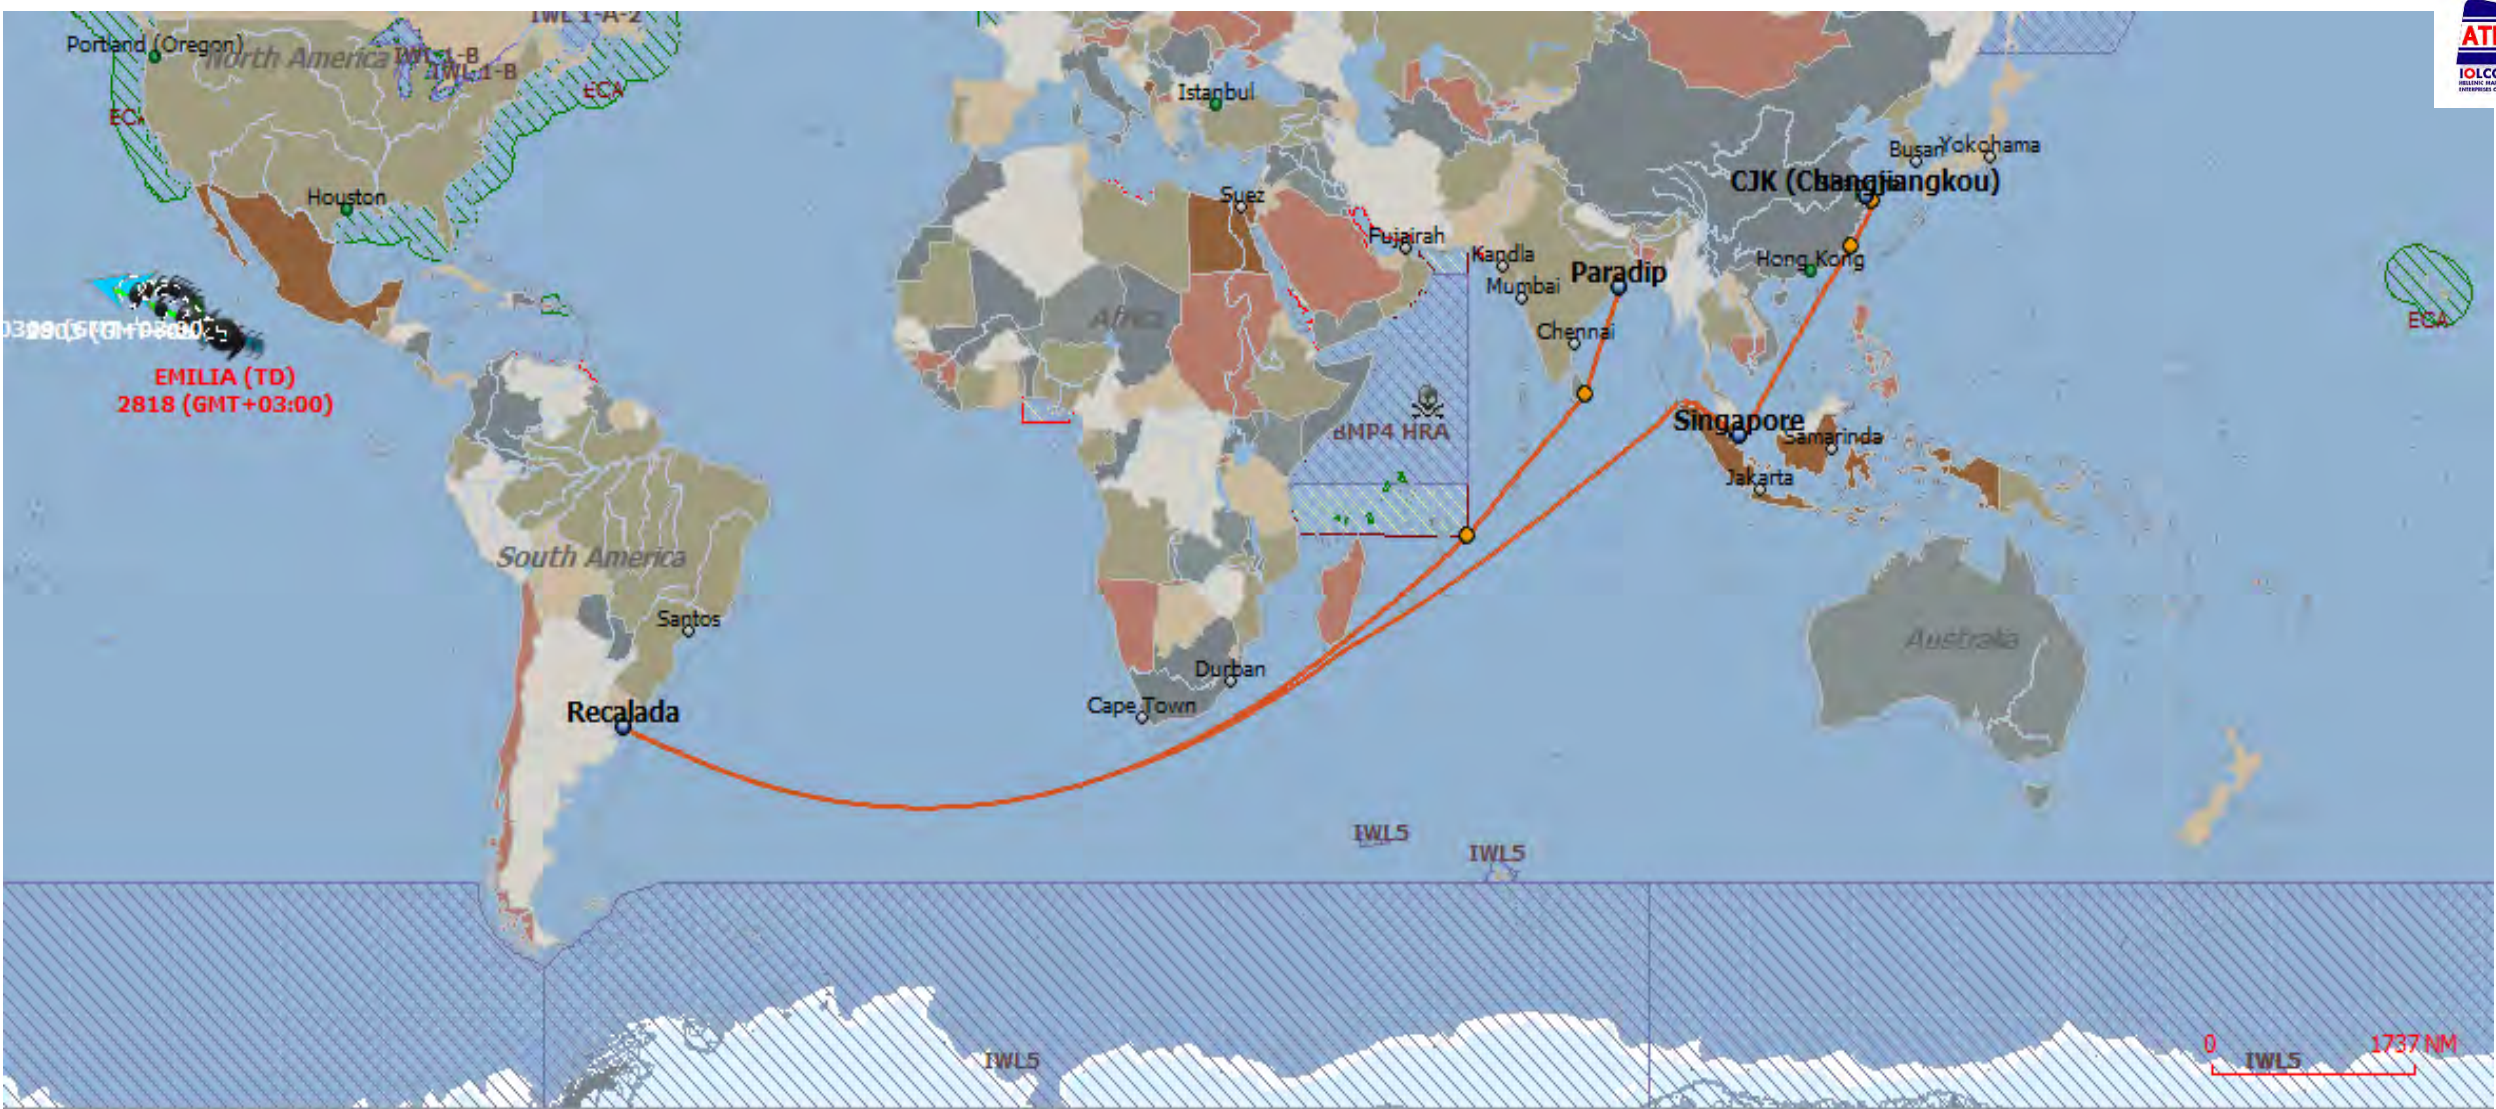 IWL 1-A-2
Portland (Oregon)
North America
IWL-1-B
IWL-1-B
ECA
ECA
Istanbul
Busan
Yokohama
CJK (Changjiangkou)
Houston
Suez
Fujairah
Kandla
Paradip
Hong Kong
Mumbai
Africa
Chennai
ECA
EMILIA (TD)
2818 (GMT+03:00)
BMP4 HRA
Singapore
Samarinda
Jakarta
South America
Santos
Australia
Durban
Cape Town
Recalada
IWL5
IWL5
0
1737 NM
IWL5
IWL5